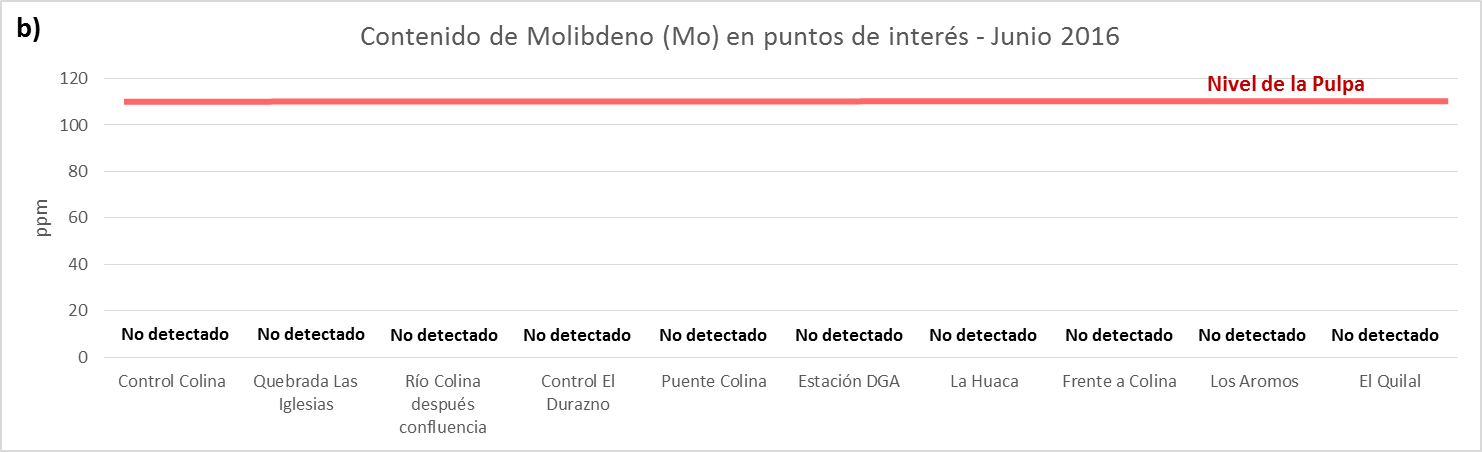 b)
Contenido de Molibdeno (Mo) en puntos de interés - Junio 2016
120
Nivel de la Pulpa
100
80
60
ppm
40
20
No detectado No detectado No detectado No detectado No detectado No detectado No detectado No detectado No detectado No detectado
0
Control Colina Quebrada Las Río Colina Control El Puente Colina Estación DGA La Huaca Frente a Colina Los Aromos El Quilal
Iglesias después Durazno
confluencia